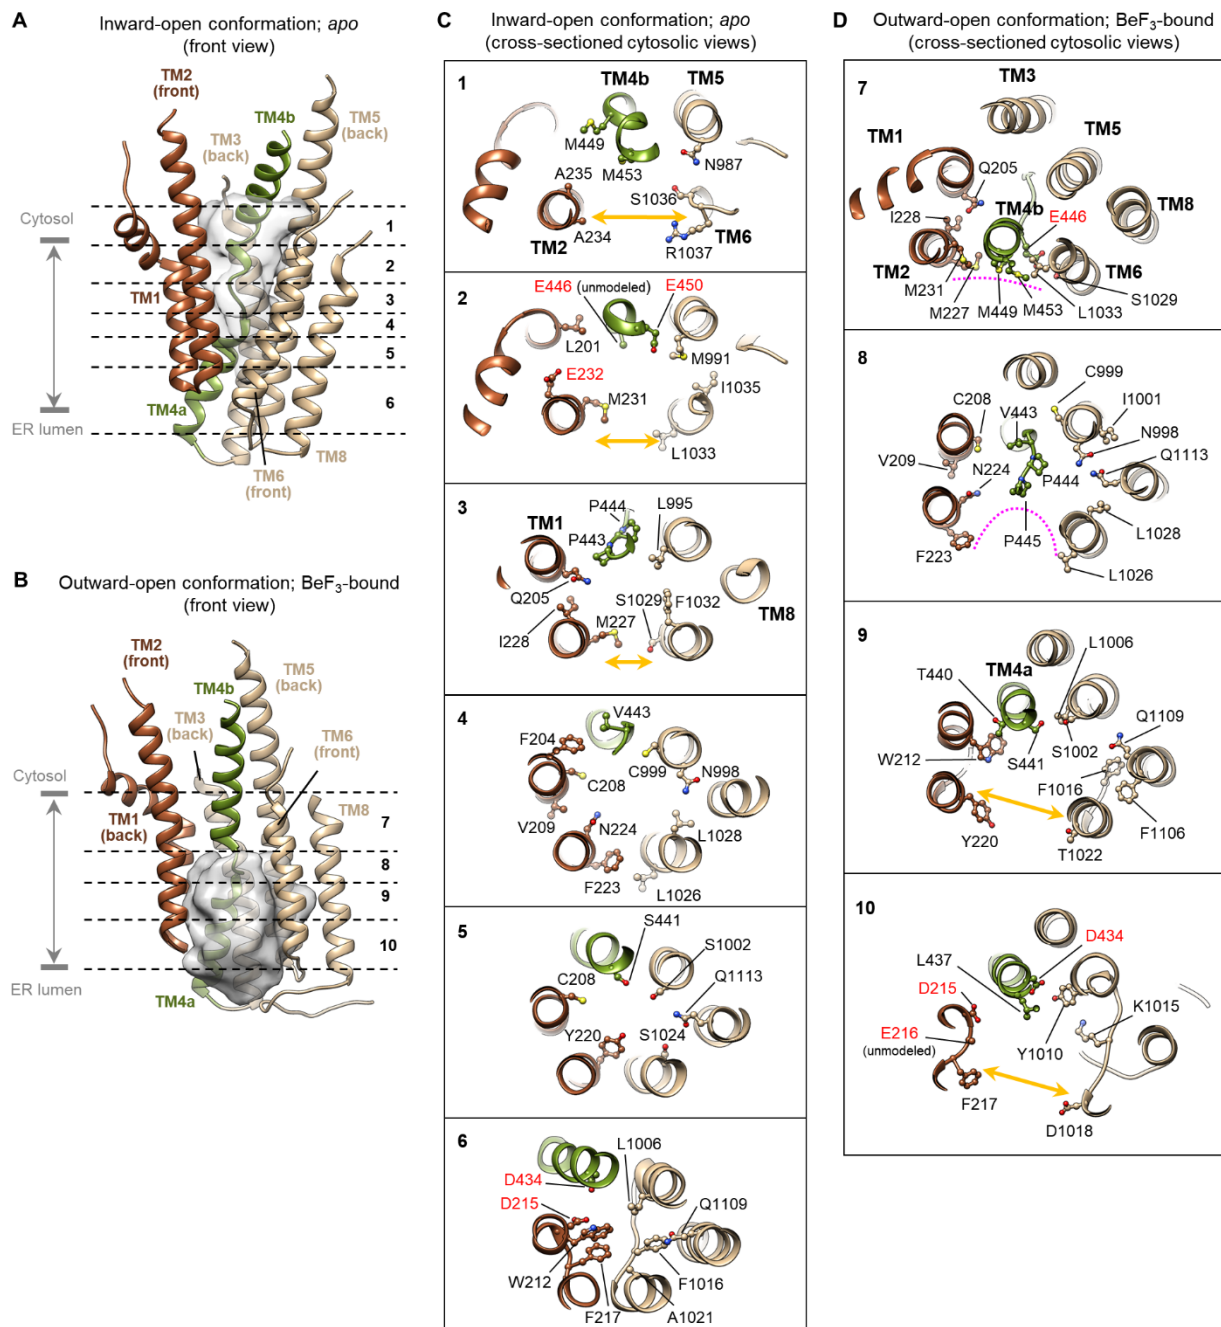 A
Inward-open conformation; apo
(front view)
TM2
(front)
TM4b
TM5
(back)
TM3
(back)
Cytosol
1
2
TM1
3
4
5
TM4a
6
ER lumen
TM8
TM6
(front)
B
Outward-open conformation; BeF3-bound
(front view)
TM2
(front)
TM5
(back)
TM4b
TM3
(back)
TM6
(front)
Cytosol
TM1
(back)
TM8
7
8
9
10
ER lumen
TM4a
C
Inward-open conformation; apo
(cross-sectioned cytosolic views)
1
TM4b
TM5
M449
M453
N987
A235
S1036
A234
TM2
TM6
R1037
2
E446 (unmodeled)
E450
L201
M991
E232
M231
I1035
L1033
3
P444
L995
TM1
P443
Q205
S1029
F1032
TM8
M227
I228
4
V443
F204
C999
N998
C208
V209
N224
L1028
F223
L1026
5
S441
S1002
C208
Q1113
Y220
S1024
6
L1006
D434
D215
Q1109
W212
F1016
F217
A1021
D
Outward-open conformation; BeF3-bound
(cross-sectioned cytosolic views)
7
TM3
TM1
TM5
Q205
TM4b
TM8
I228
E446
TM2
TM6
M231
S1029
M227
M449
M453
L1033
8
C999
C208
V443
I1001
N998
V209
N224
Q1113
P444
L1028
P445
F223
L1026
9
L1006
TM4a
T440
Q1109
W212
S441
S1002
F1016
Y220
F1106
T1022
10
D434
L437
D215
K1015
E216
(unmodeled)
Y1010
F217
D1018